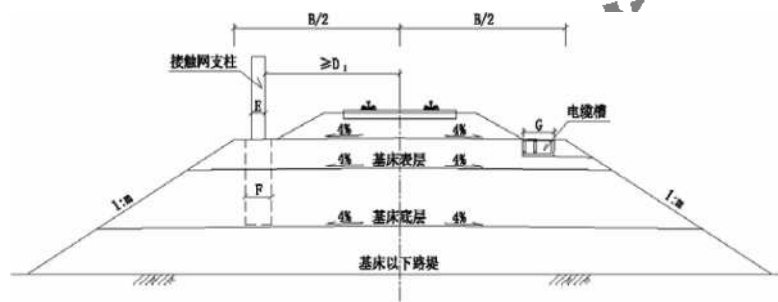 B/2 B/2
接触网支柱
≥D₁
E
G 电缆槽
4% 4%
4% 基床表层 4%
1:m F 1:m
4% 基床底层 4%
基床以下路堤